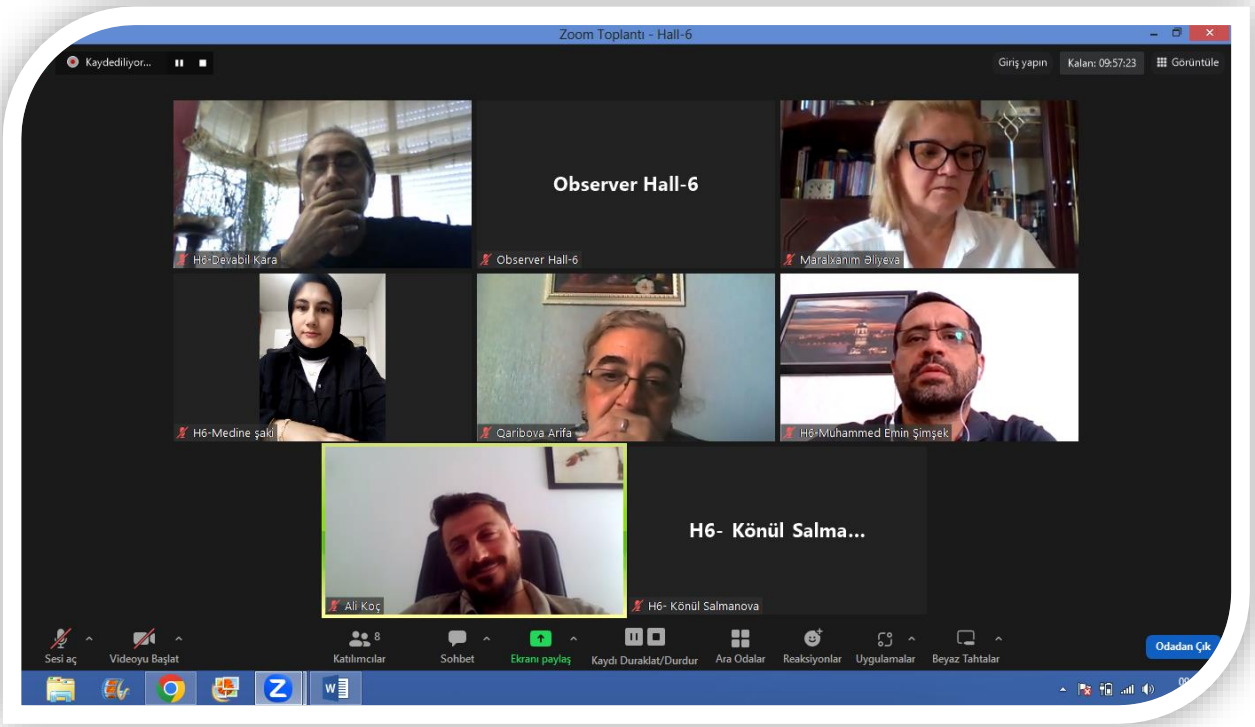 Zoom Toplantı - Hall-6
Kaydediliyor...
Giriş yapın
Kalan: 09:57:23
Görüntüle
H6-Devabil Kara
Observer Hall-6
Observer Hall-6
Maralxanım Əliyeva
H6-Medine şaki
Qaribova Arifa
H6-Muhammed Emin Şimşek
Ali Koç
H6- Könül Salma...
H6- Könül Salmanova
Sesi aç
Videoyu Başlat
8
Katılımcılar
Sohbet
Ekranı paylaş
Kaydı Duraklat/Durdur
Ara Odalar
Reaksiyonlar
Uygulamalar
Beyaz Tahtalar
Odadan Çık